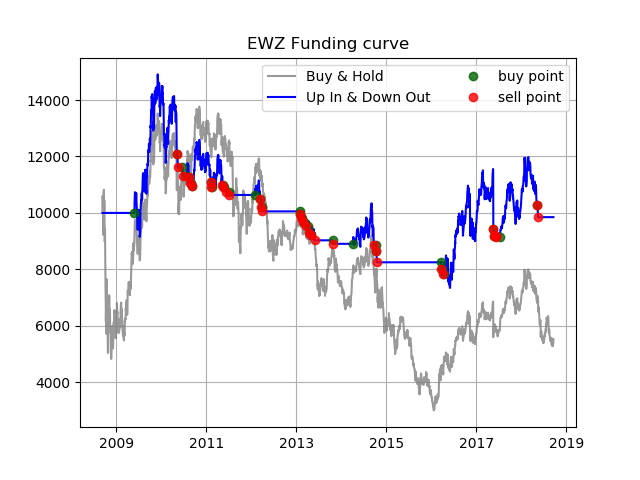 EWZ Funding curve
Buy & Hold
Up In & Down Out
buy point
sell point
14000
12000
10000
8000
6000
4000
2009 2011 2013 2015 2017 2019